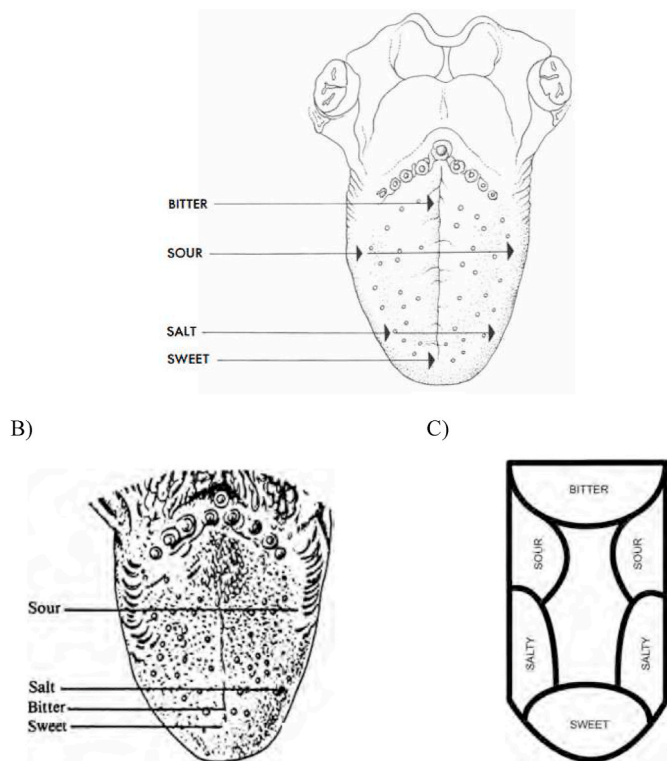 BITTER
SOUR
SALT
SWEET
B)
C)
Sour
Salt
Bitter
Sweet
BITTER
SOUR
SOUR
SALTY
SALTY
SWEET